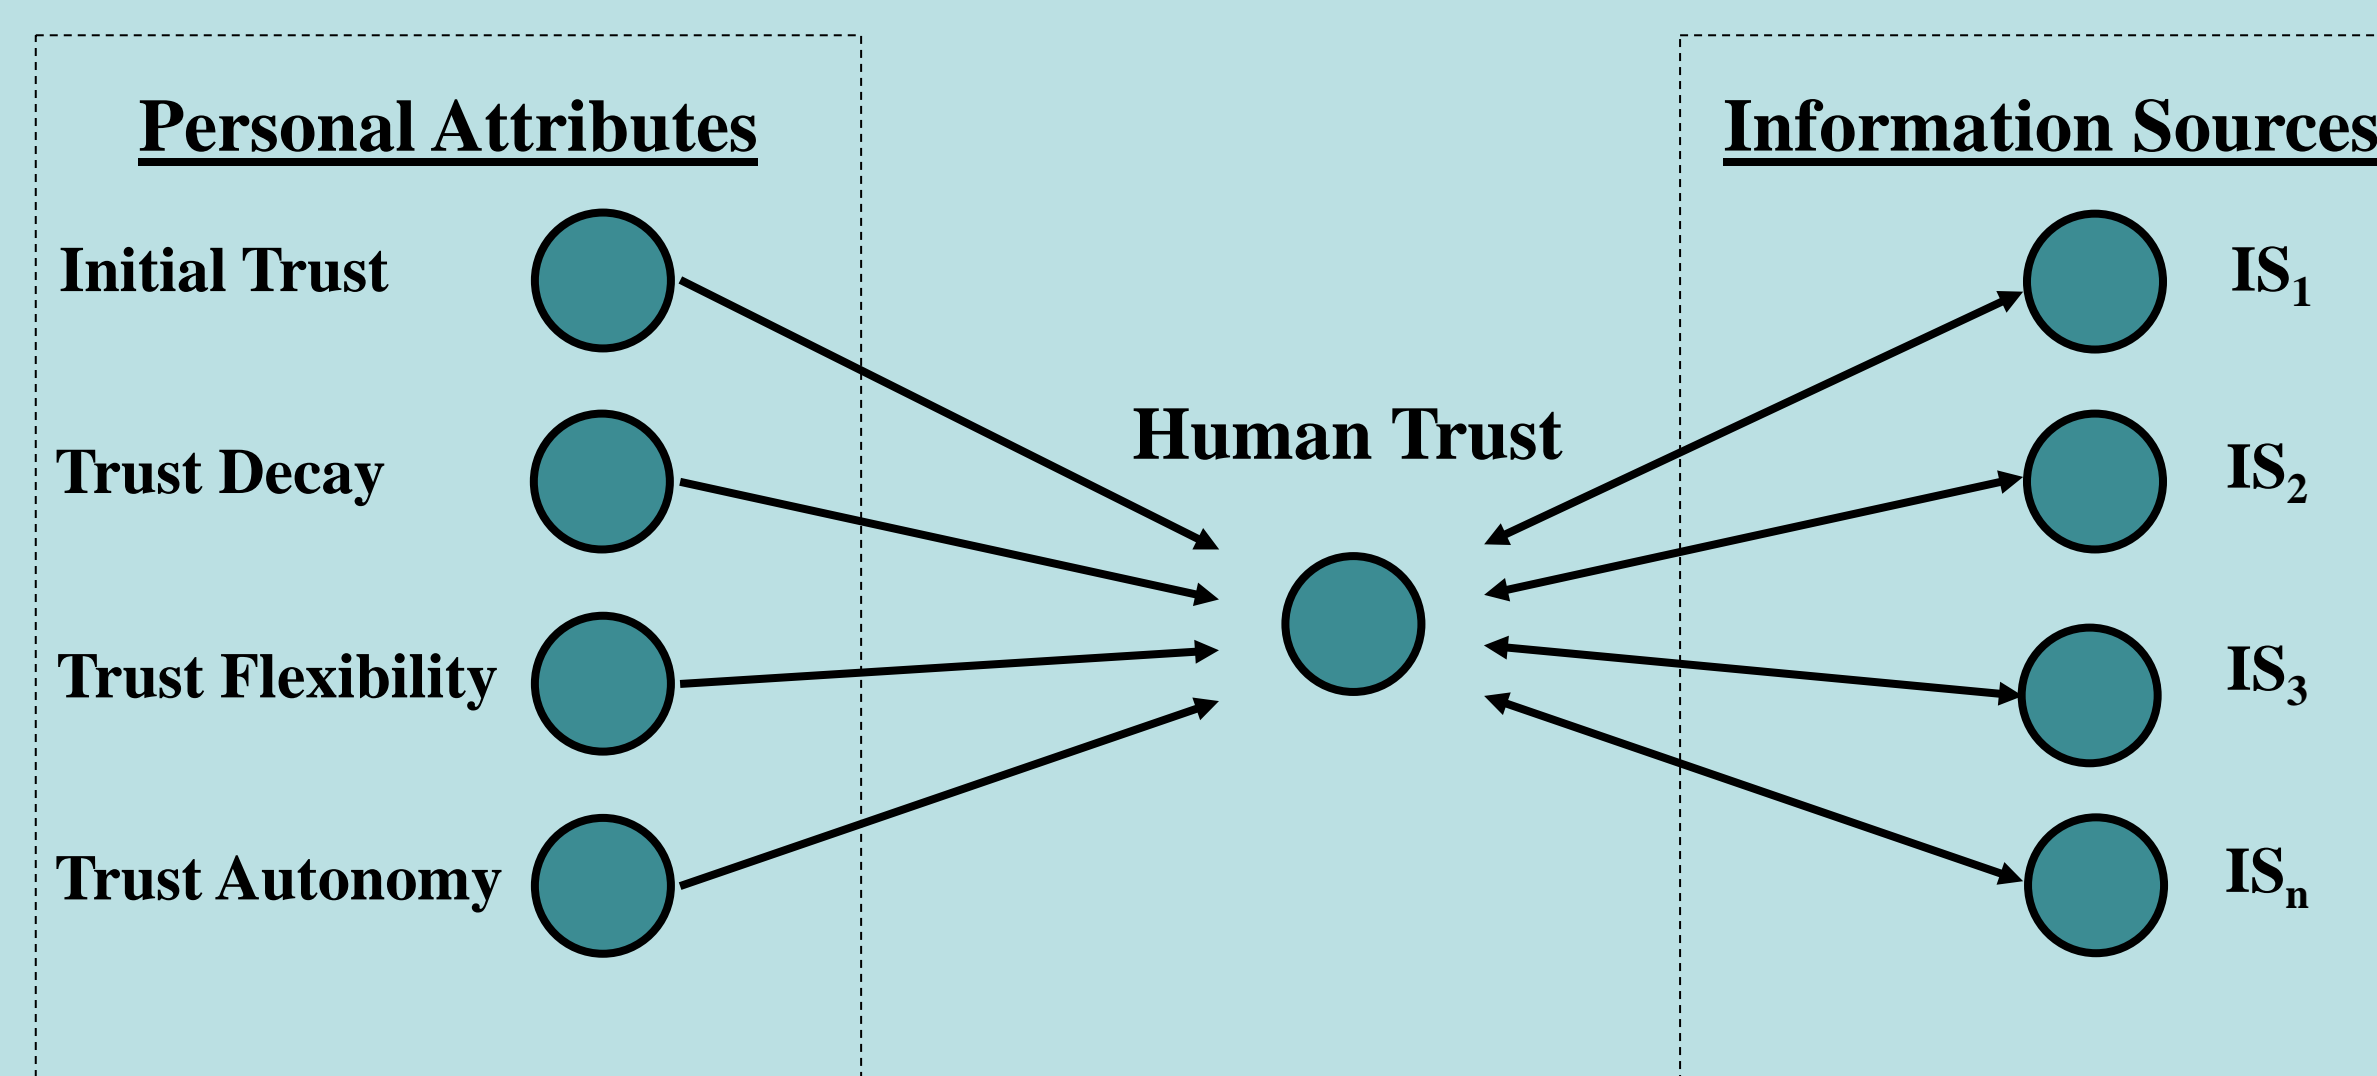 Personal Attributes
Initial Trust
Trust Decay
Trust Flexibility
Trust Autonomy
Human Trust
Information Sources
IS₁
IS₂
IS₃
ISₙ